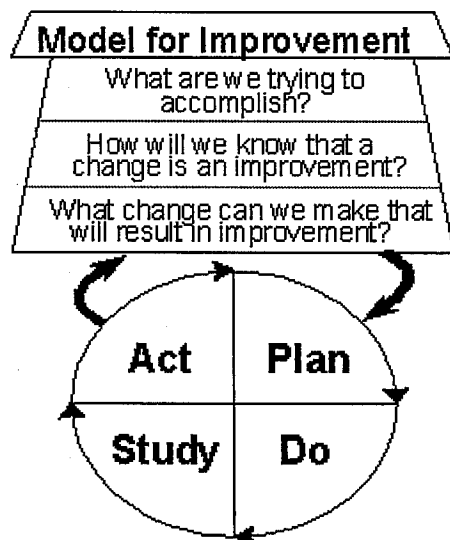 Model for Improvement
What are we trying to
accomplish?
How will we know that a
change is an improvement?
What change can we make that
will result in improvement?
Act
Plan
Study
Do